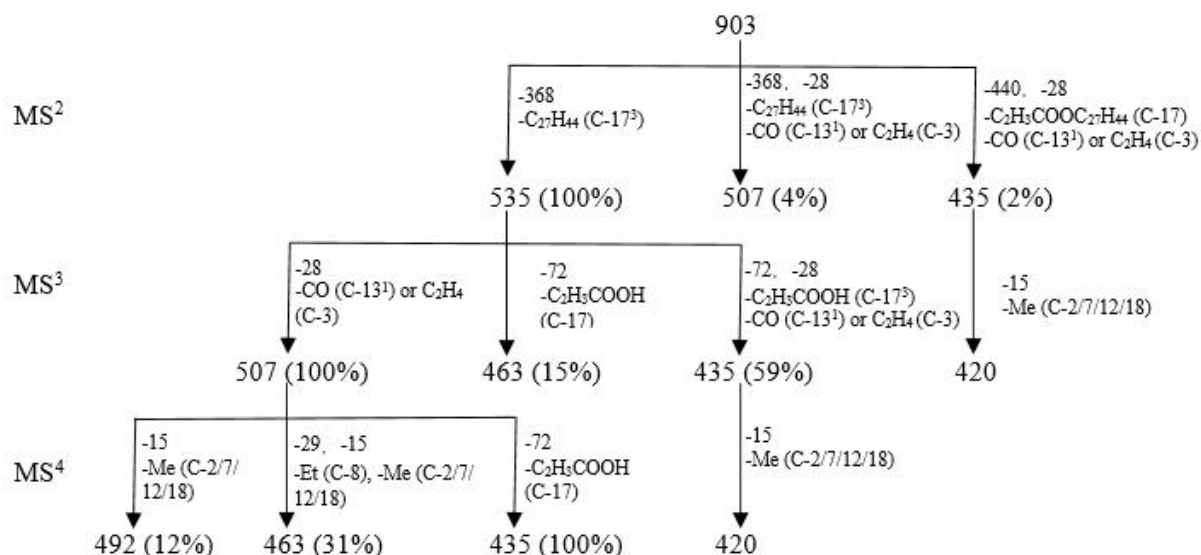 903
MS²
-368
-C₂₇H₄₄ (C-17³)
-368, -28
-C₂₇H₄₄ (C-17³)
-CO (C-13¹) or C₂H₄ (C-3)
-440, -28
-C₂H₃COOC₂₇H₄₄ (C-17)
-CO (C-13¹) or C₂H₄ (C-3)
535 (100%)
507 (4%)
435 (2%)
MS³
-28
-CO (C-13¹) or C₂H₄
(C-3)
-72
-C₂H₃COOH
(C-17)
-72, -28
-C₂H₃COOH (C-17³)
-CO (C-13¹) or C₂H₄ (C-3)
-15
-Me (C-2/7/12/18)
507 (100%)
463 (15%)
435 (59%)
420
MS⁴
-15
-Me (C-2/7/
12/18)
-29, -15
-Et (C-8), -Me (C-2/7/
12/18)
-72
-C₂H₃COOH
(C-17)
-15
-Me (C-2/7/12/18)
492 (12%)
463 (31%)
435 (100%)
420